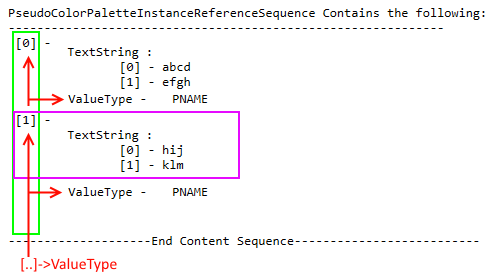 PseudoColorPaletteInstanceReferenceSequence Contains the following:
-------------------------------------------------------
[0] -
TextString :
[0] - abcd
[1] - efgh
ValueType -    PNAME
[1] -
TextString :
[0] - hij
[1] - klm
ValueType -    PNAME
-------------------End Content Sequence-------------------------
[..]->ValueType